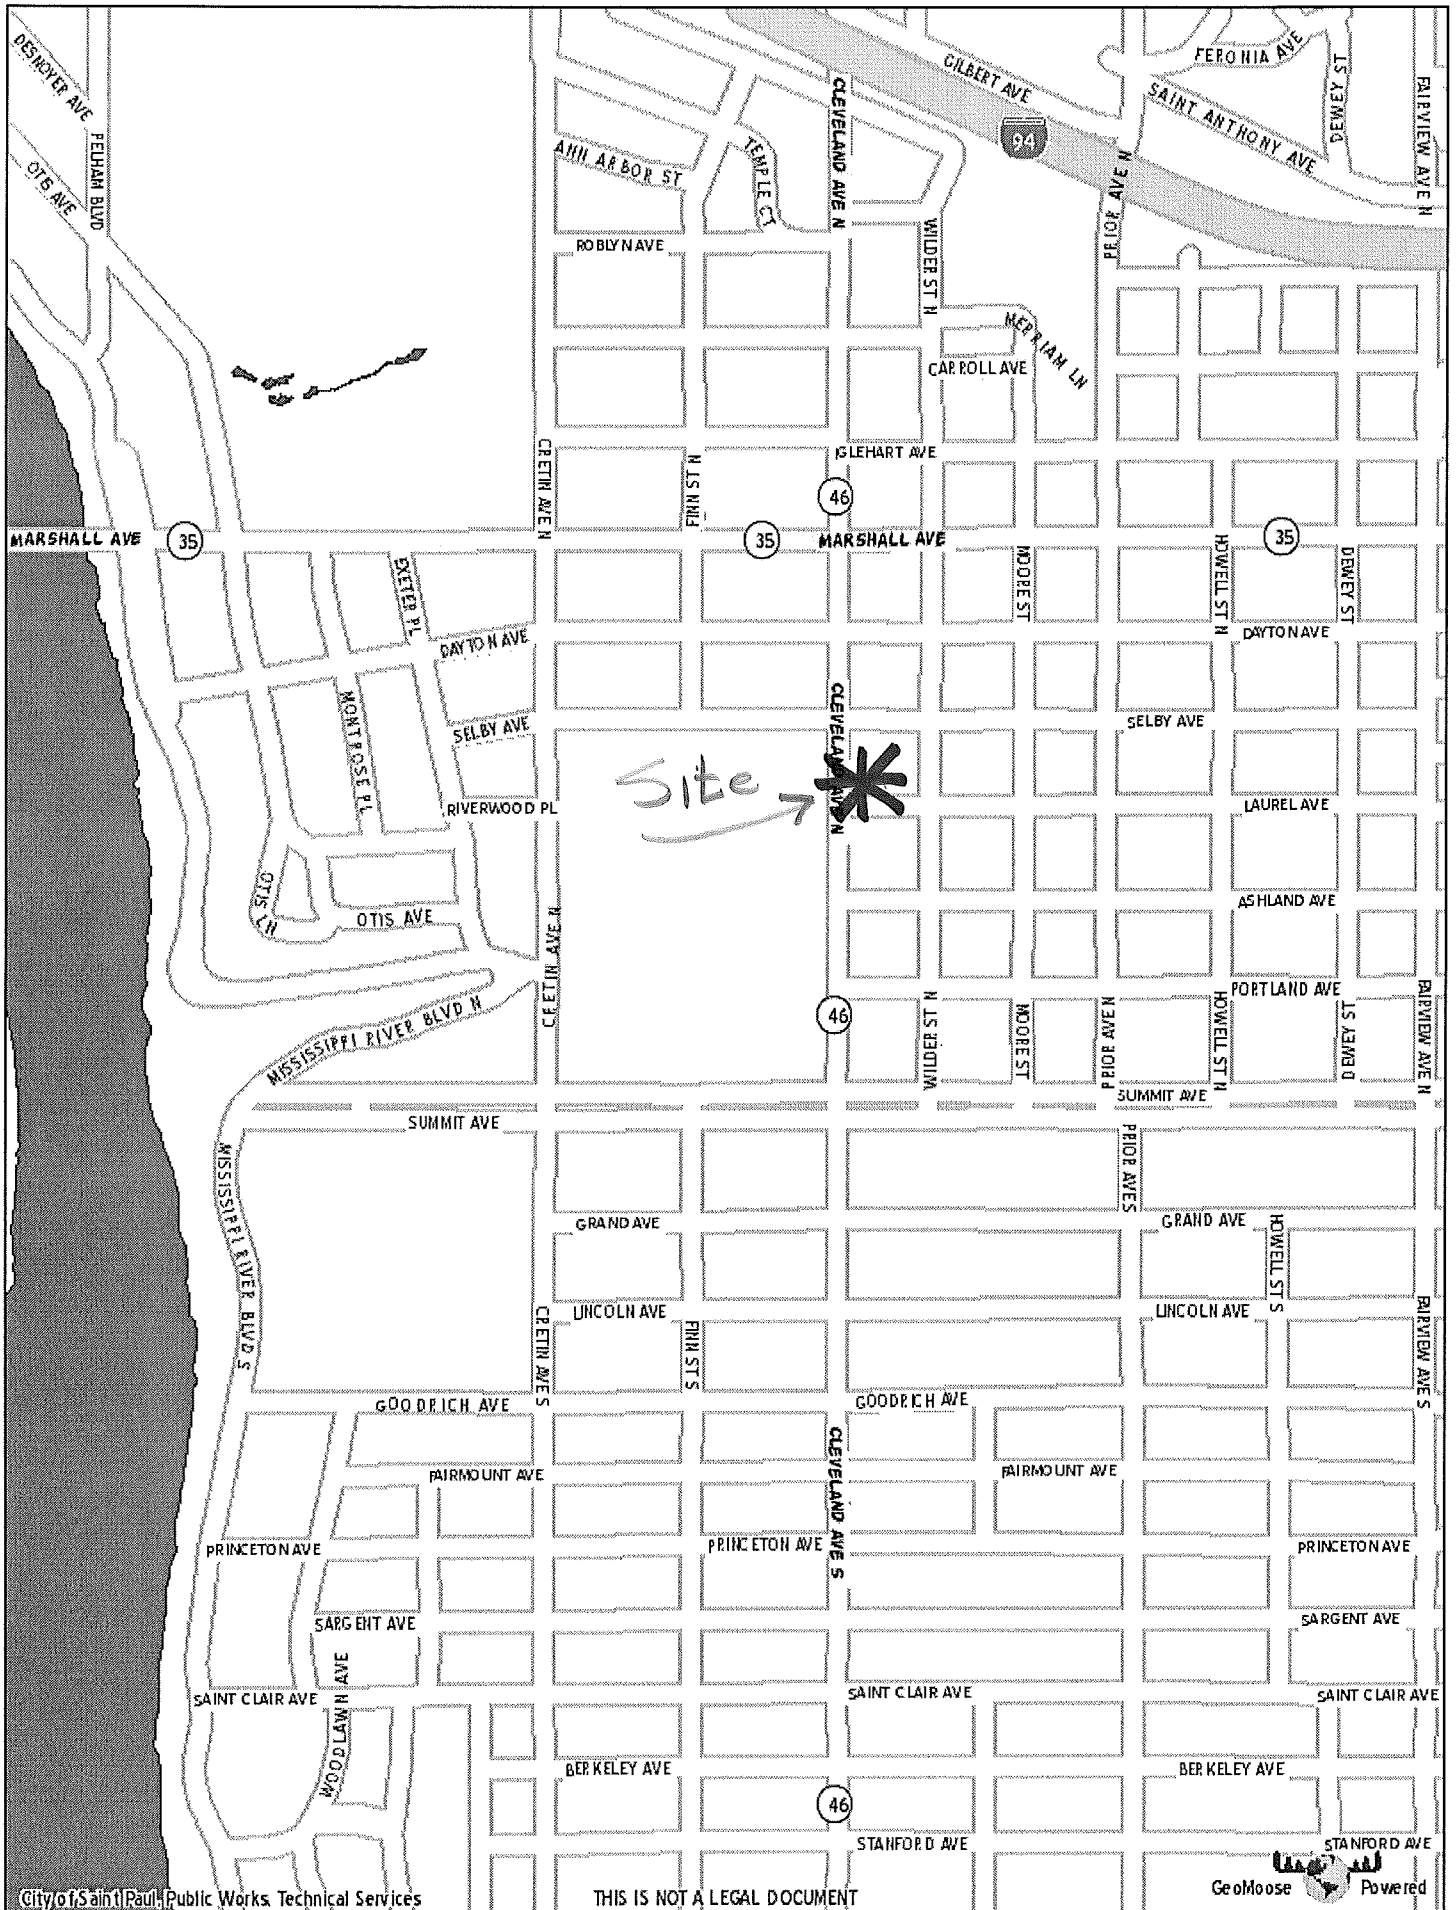 DESNOYER AVE
PELHAM BLVD
OTIS AVE
ANN ARBOR ST
TEMPLE CT
CLEVELAND AVE N
GILBERT AVE
94
FERONIA AVE
SAINT ANTHONY AVE
DEWEY ST
FAIRVIEW AVE N
PRIOR AVE N
ROBLYN AVE
WILDER ST N
MERRIAM LN
CARROLL AVE
CRETIN AVE N
FINN ST N
IGLEHART AVE
46
MARSHALL AVE
35
35
MARSHALL AVE
35
EXETER PL
MOORE ST
HOWELL ST N
DEWEY ST
DAYTON AVE
DAYTON AVE
MONTROSE PL
SELBY AVE
CLEVELAND AVE N
SELBY AVE
Site
RIVERWOOD PL
LAUREL AVE
OTIS LN
OTIS AVE
ASHLAND AVE
CRETIN AVE N
PORTLAND AVE
MISSISSIPPI RIVER BLVD N
46
WILDER ST N
MOORE ST
PRIOR AVE N
HOWELL ST N
DEWEY ST
FAIRVIEW AVE N
SUMMIT AVE
SUMMIT AVE
MISSISSIPPI RIVER BLVD S
PRIOR AVE S
GRAND AVE
GRAND AVE
HOWELL ST S
LINCOLN AVE
LINCOLN AVE
CRETIN AVE S
FINN ST S
FAIRVIEW AVE S
GOODRICH AVE
GOODRICH AVE
CLEVELAND AVE S
FAIRMOUNT AVE
FAIRMOUNT AVE
PRINCETON AVE
PRINCETON AVE
PRINCETON AVE
SARGENT AVE
SARGENT AVE
WOODLAWN AVE
SAINT CLAIR AVE
SAINT CLAIR AVE
SAINT CLAIR AVE
BERKELEY AVE
BERKELEY AVE
46
STANFORD AVE
STANFORD AVE
City of Saint Paul, Public Works, Technical Services
THIS IS NOT A LEGAL DOCUMENT
GeoMoose Powered